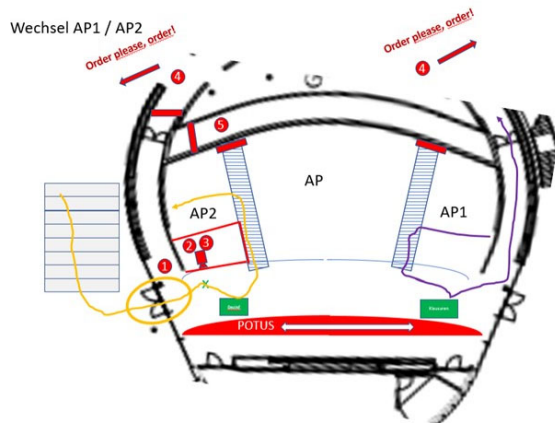 Wechsel AP1 / AP2
Order please, order!
Order please, order!
4
4
G
5
AP
AP2
AP1
2
3
1
POTUS